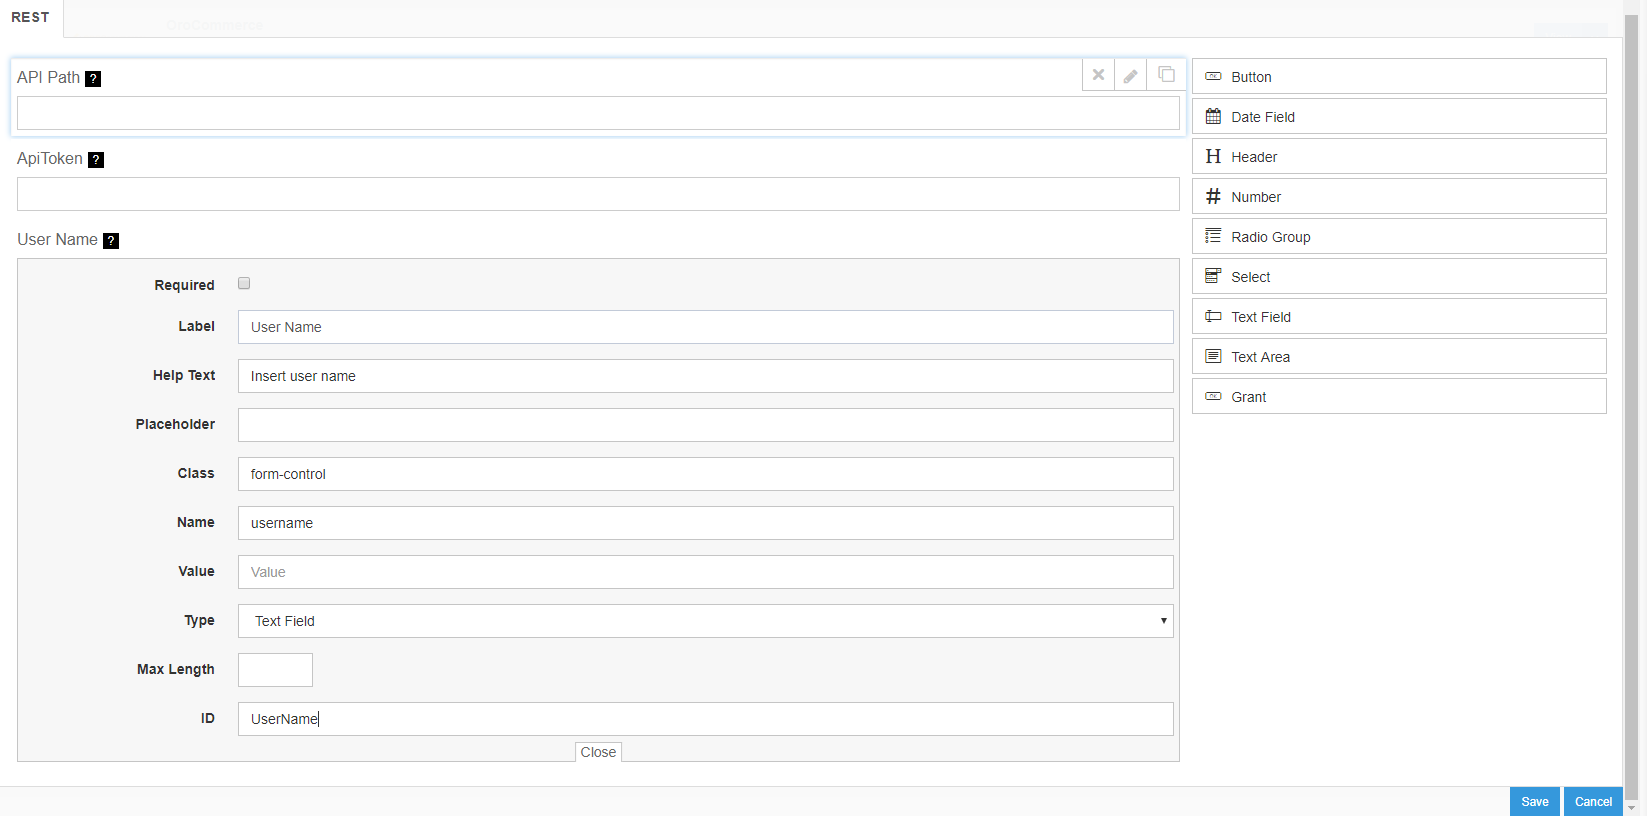 REST
OroCommerce
API Path ?
ApiToken ?
User Name ?
Required
Label User Name
Help Text Insert user name
Placeholder
Class form-control
Name username
Value Value
Type Text Field
Max Length
ID UserName
Close
Button
Date Field
H Header
# Number
Radio Group
Select
Text Field
Text Area
Grant
Save Cancel